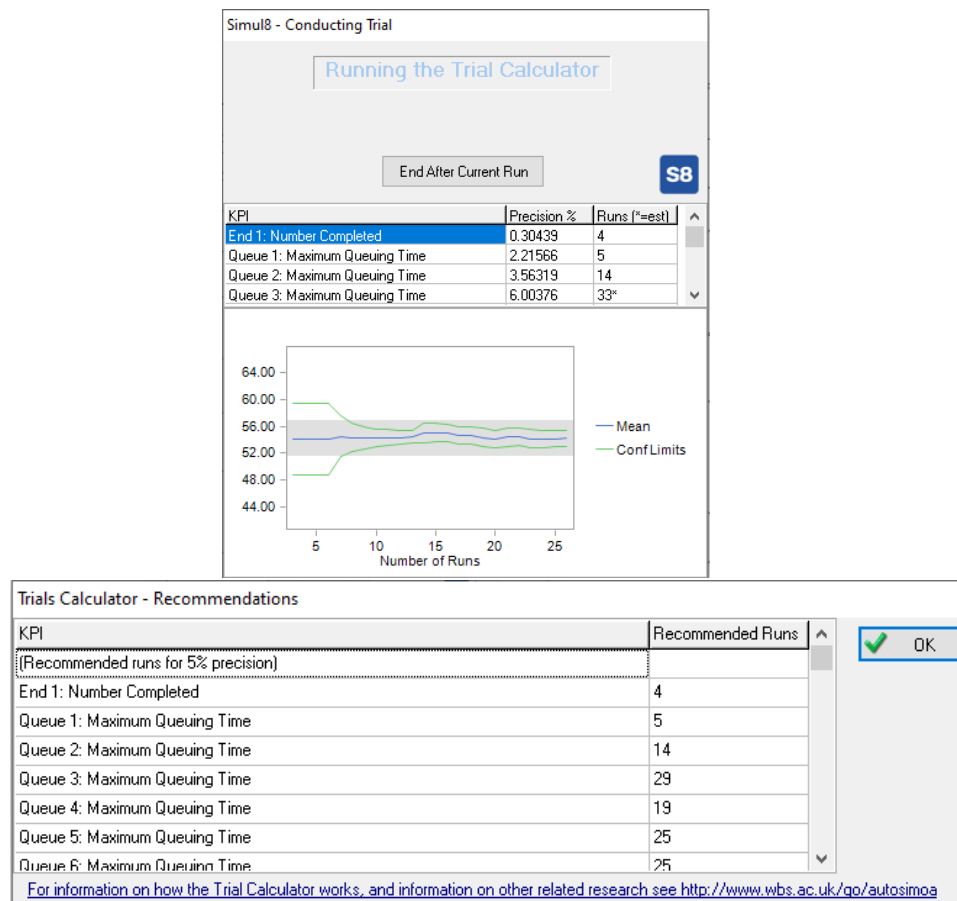 Simul8 - Conducting Trial
Running the Trial Calculator
End After Current Run
S8
KPI Precision % Runs (*=est)
End 1: Number Completed 0.30439 4
Queue 1: Maximum Queuing Time 2.21566 5
Queue 2: Maximum Queuing Time 3.56319 14
Queue 3: Maximum Queuing Time 6.00376 33*
64.00
60.00
56.00
52.00
48.00
44.00
Mean
Conf Limits
5 10 15 20 25
Number of Runs
Trials Calculator - Recommendations
KPI Recommended Runs
OK
(Recommended runs for 5% precision)
End 1: Number Completed 4
Queue 1: Maximum Queuing Time 5
Queue 2: Maximum Queuing Time 14
Queue 3: Maximum Queuing Time 29
Queue 4: Maximum Queuing Time 19
Queue 5: Maximum Queuing Time 25
Queue 6: Maximum Queuing Time 25
For information on how the Trial Calculator works, and information on other related research see http://www.wbs.ac.uk/go/autosimoa